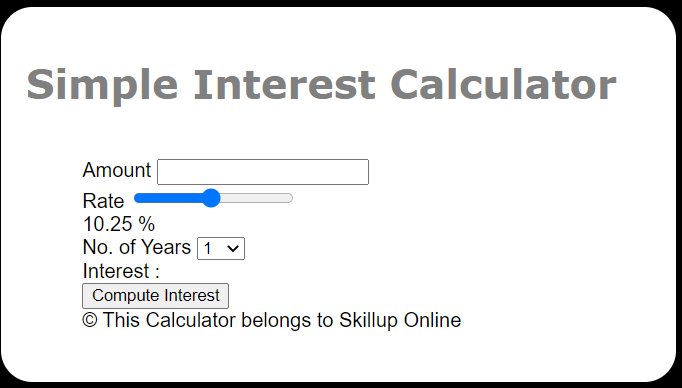 Simple Interest Calculator
Amount
Rate
10.25 %
No. of Years 1
Interest :
Compute Interest
© This Calculator belongs to Skillup Online